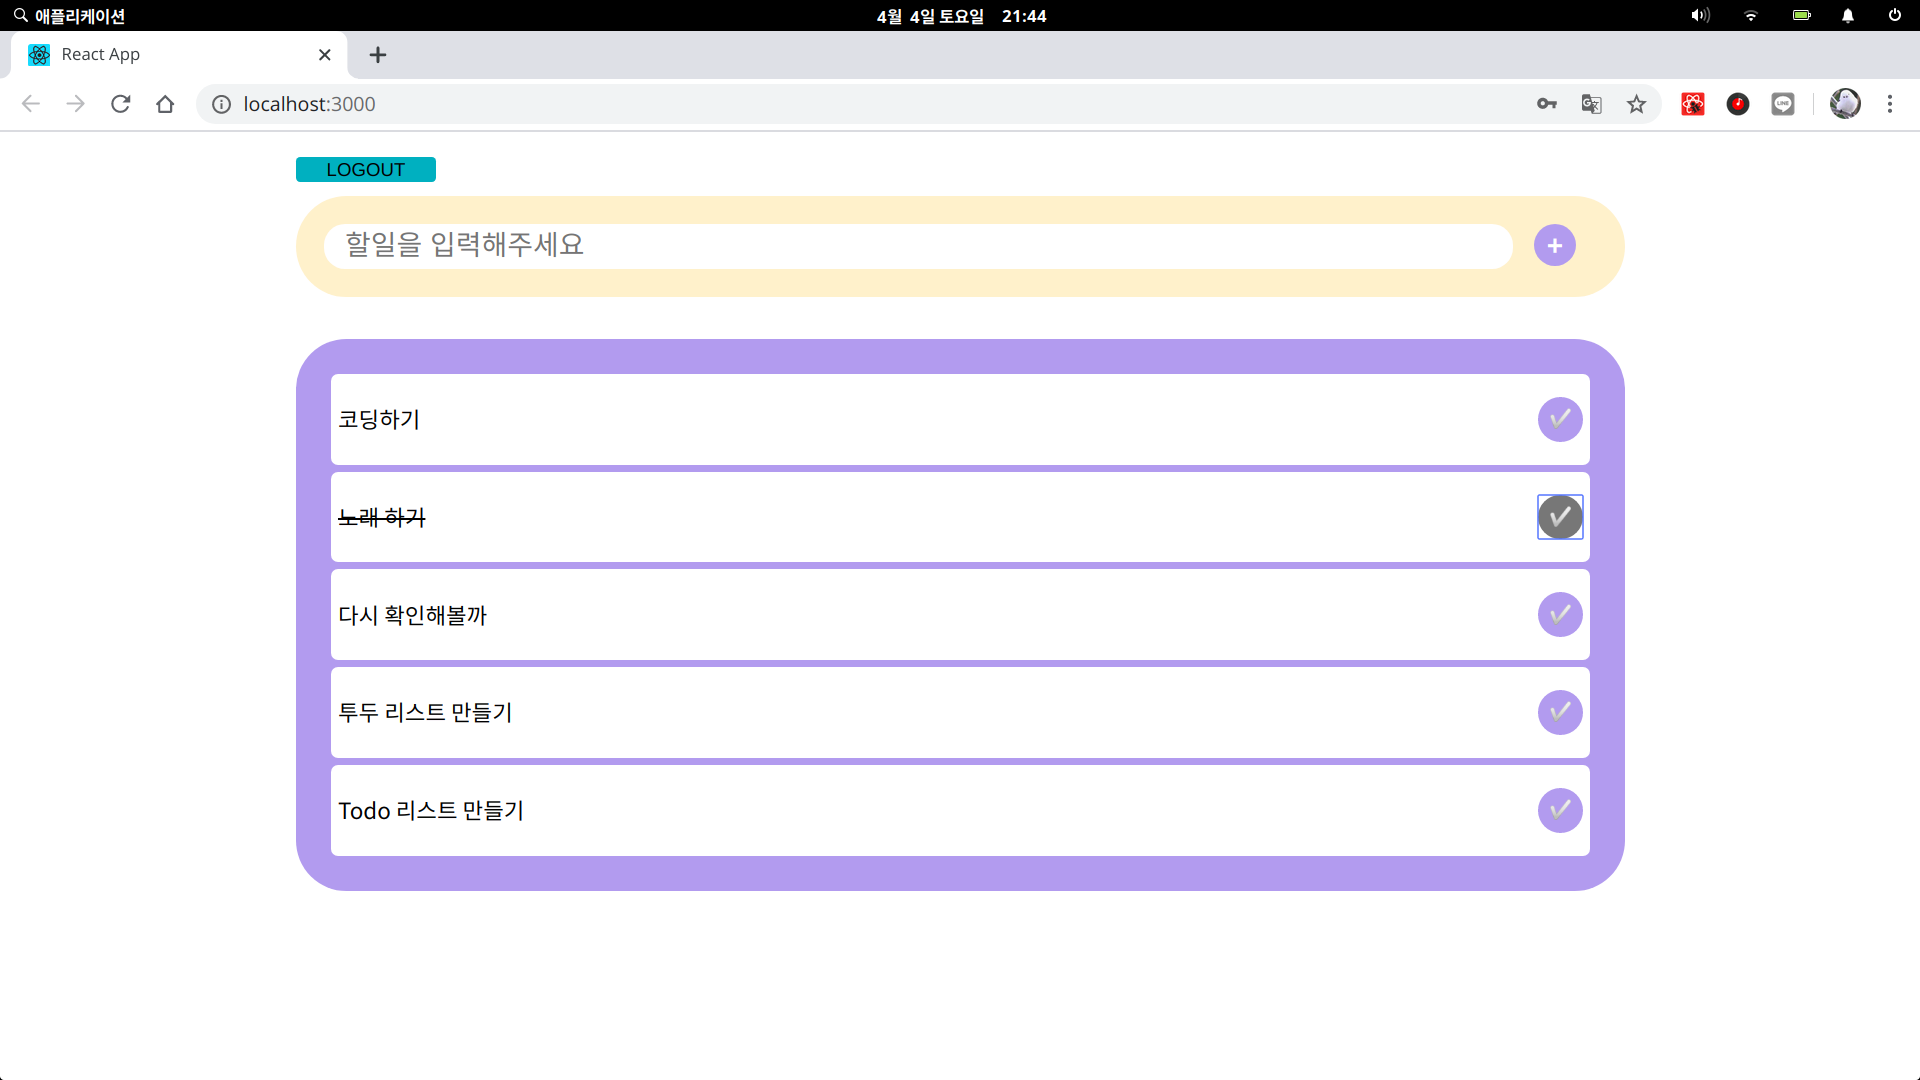 애플리케이션
4월 4일 토요일 21:44
React App
localhost:3000
LOGOUT
할일을 입력해주세요
코딩하기
노래 하기
다시 확인해볼까
투두 리스트 만들기
Todo 리스트 만들기